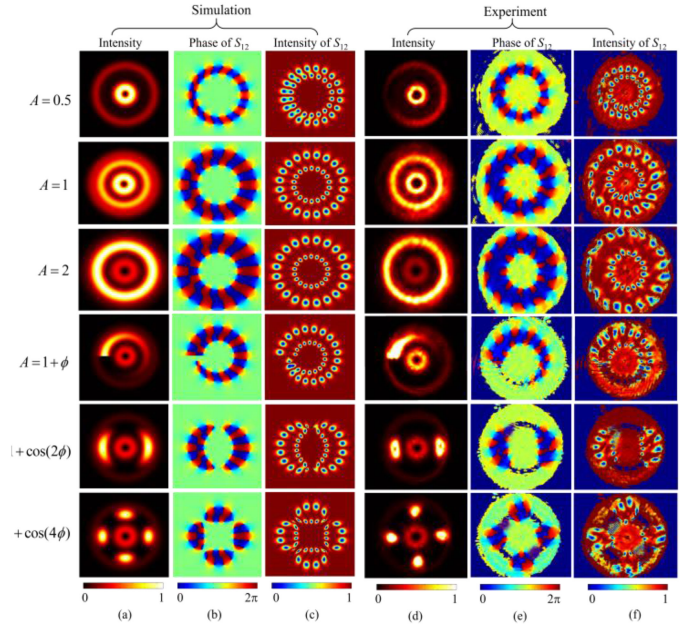 Simulation Experiment
Intensity Phase of S₁₂ Intensity of S₁₂ Intensity Phase of S₁₂ Intensity of S₁₂
A = 0.5
A = 1
A = 2
A = 1 + ϕ
+ cos(2ϕ)
+ cos(4ϕ)
0 1 0 2π 0 1 0 1 0 2π 0 1
(a) (b) (c) (d) (e) (f)